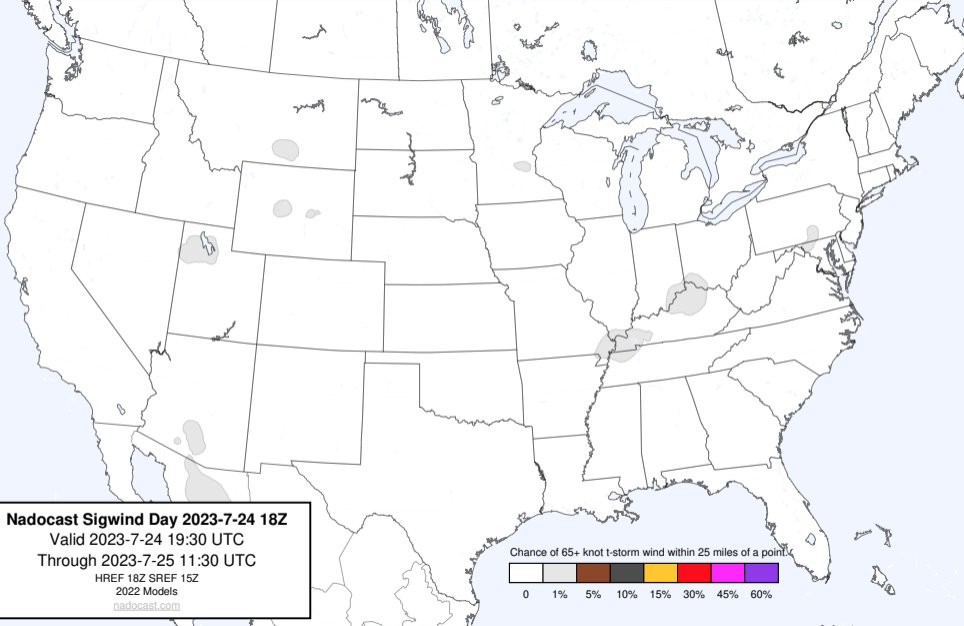 Nadocast Sigwind Day 2023-7-24 18Z
Valid 2023-7-24 19:30 UTC
Through 2023-7-25 11:30 UTC
HREF 18Z SREF 15Z
2022 Models
nadocast.com
Chance of 65+ knot t-storm wind within 25 miles of a point.
0 1% 5% 10% 15% 30% 45% 60%